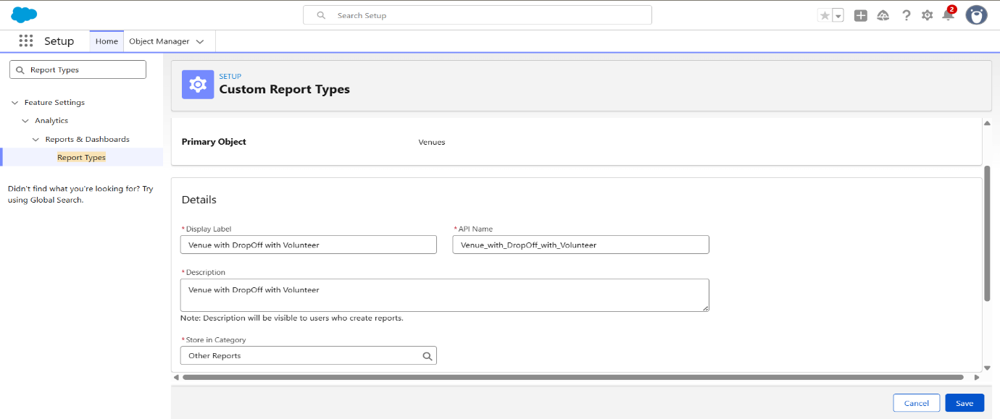 Search Setup
2
Setup
Home
Object Manager
Report Types
Feature Settings
Analytics
Reports & Dashboards
Report Types
Didn't find what you're looking for? Try
using Global Search.
SETUP
Custom Report Types
Primary Object
Venues
Details
* Display Label
Venue with DropOff with Volunteer
* API Name
Venue_with_DropOff_with_Volunteer
* Description
Venue with DropOff with Volunteer
Note: Description will be visible to users who create reports.
* Store in Category
Other Reports
Cancel
Save